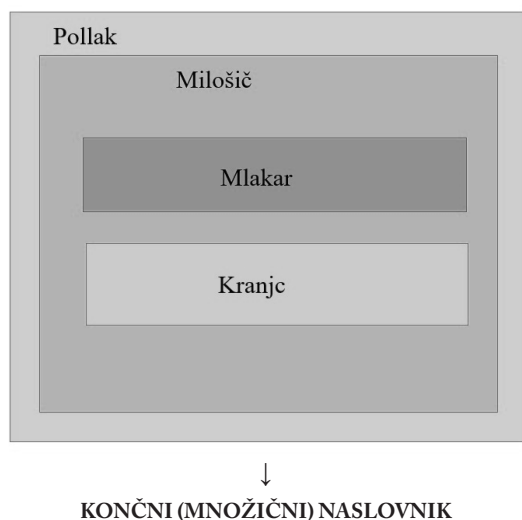 Pollak
Milošič
Mlakar
Kranjc
↓
KONČNI (MNOŽIČNI) NASLOVNIK